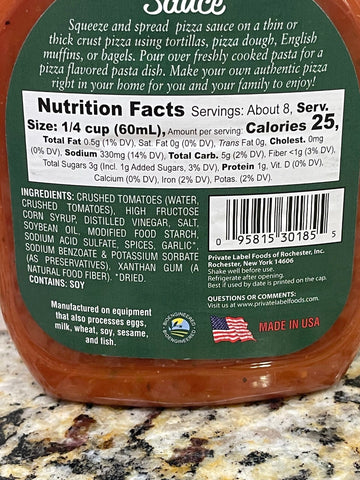 Sauce
Squeeze and spread pizza sauce on a thin or
thick crust pizza using tortillas, pizza dough, English
muffins, or bagels. Pour over freshly cooked pasta for a
pizza flavored pasta dish. Make your own authentic pizza
right in your home for you and your family to enjoy!
Nutrition Facts Servings: About 8, Serv.
Size: 1/4 cup (60mL), Amount per serving: Calories 25,
Total Fat 0.5g (1% DV), Sat. Fat 0g (0% DV), Trans Fat 0g, Cholest. 0mg
(0% DV), Sodium 330mg (14% DV), Total Carb. 5g (2% DV), Fiber <1g (3% DV),
Total Sugars 3g (Incl. 1g Added Sugars, 3% DV), Protein 1g, Vit. D (0% DV),
Calcium (0% DV), Iron (2% DV), Potas. (2% DV).
INGREDIENTS: CRUSHED TOMATOES (WATER,
CRUSHED TOMATOES), HIGH FRUCTOSE
CORN SYRUP, DISTILLED VINEGAR, SALT,
SOYBEAN OIL, MODIFIED FOOD STARCH,
SODIUM ACID SULFATE, SPICES, GARLIC*,
SODIUM BENZOATE & POTASSIUM SORBATE
(AS PRESERVATIVES), XANTHAN GUM (A
NATURAL FOOD FIBER). *DRIED.
CONTAINS: SOY
Manufactured on equipment
that also processes eggs,
milk, wheat, soy, sesame,
and fish.
BIOENGINEERED
BIOENGINEERED
0 95815 30185 5
Private Label Foods of Rochester, Inc.
Rochester, New York 14606
Shake well before use.
Refrigerate after opening.
Best if used by date is printed on the cap.
QUESTIONS OR COMMENTS:
Visit www.privatelabelfoods.com
MADE IN USA